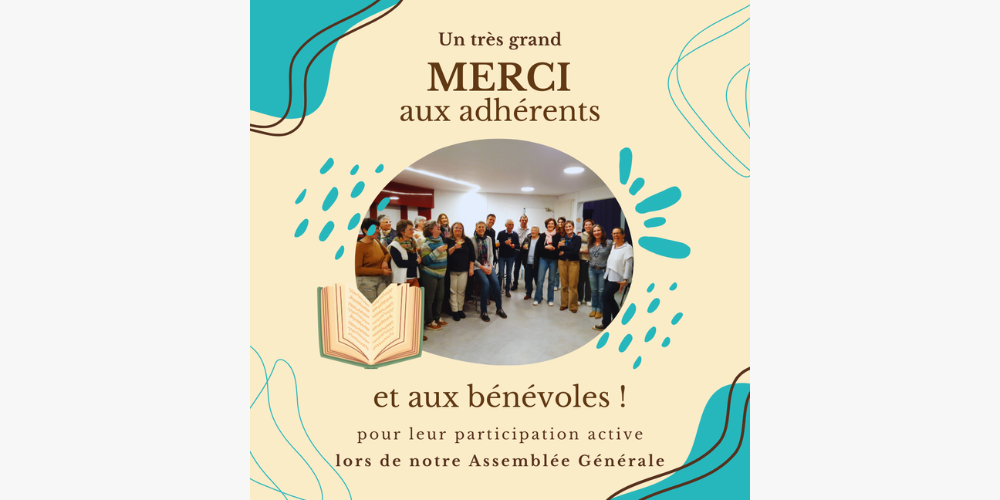 Un très grand
MERCI
aux adhérents
et aux bénévoles !
pour leur participation active
lors de notre Assemblée Générale